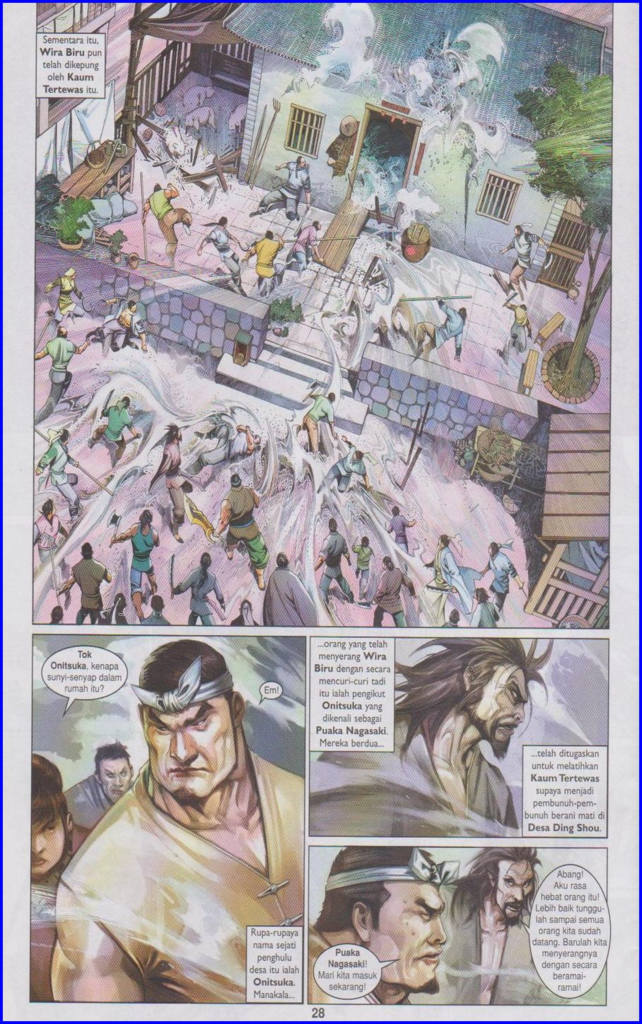 Sementara itu,
Wira Biru pun
telah dikepung
oleh Kaum
Tertewas itu.
Tok
Onitsuka, kenapa
sunyi-senyap dalam
rumah itu?
Em!
Rupa-rupaya
nama sejati
penghulu
desa itu ialah
Onitsuka.
Manakala...
...orang yang telah
menyerang Wira
Biru dengan secara
mencuri-curi tadi
itu ialah pengikut
Onitsuka yang
dikenali sebagai
Puaka Nagasaki.
Mereka berdua...
...telah ditugaskan
untuk melatihkan
Kaum Tertewas
supaya menjadi
pembunuh-pem-
bunuh berani mati di
Desa Ding Shou.
Puaka
Nagasaki!
Mari kita masuk
sekarang!
Abang!
Aku rasa
hebat orang itu!
Lebih baik tunggu-
lah sampai semua
orang kita sudah
datang. Barulah kita
menyerangnya
dengan secara
beramai-
ramai!
28